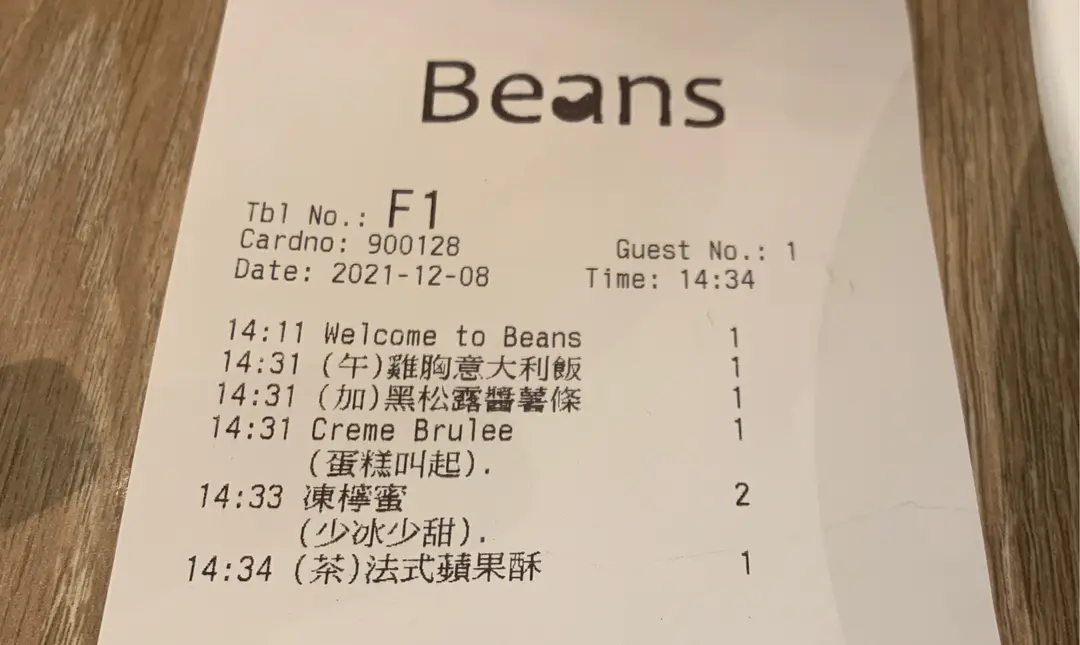 Beans
Tbl No.: F1
Cardno: 900128 Guest No.: 1
Date: 2021-12-08 Time: 14:34
14:11 Welcome to Beans 1
14:31 (午)雞胸意大利飯 1
14:31 (加)黑松露醬薯條 1
14:31 Creme Brulee 1
(蛋糕叫起).
14:33 凍檸蜜 2
(少冰少甜).
14:34 (茶)法式蘋果酥 1